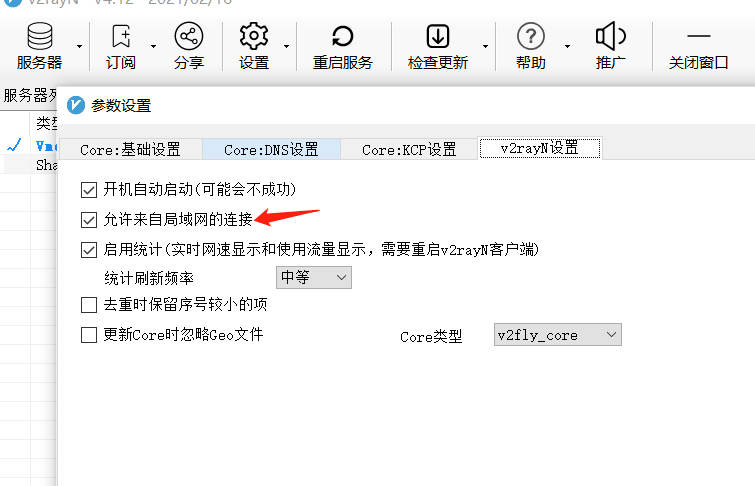 v2rayN - V4.12 - 2021/02/16
服务器 订阅 分享 设置 重启服务 检查更新 帮助 推广 关闭窗口
服务器列
参数设置
类型
Core:基础设置 Core:DNS设置 Core:KCP设置 v2rayN设置
Vme
Sha
开机自动启动(可能会不成功)
允许来自局域网的连接
启用统计(实时网速显示和使用流量显示，需要重启v2rayN客户端)
统计刷新频率 中等
去重时保留序号较小的项
更新Core时忽略Geo文件 Core类型 v2fly_core